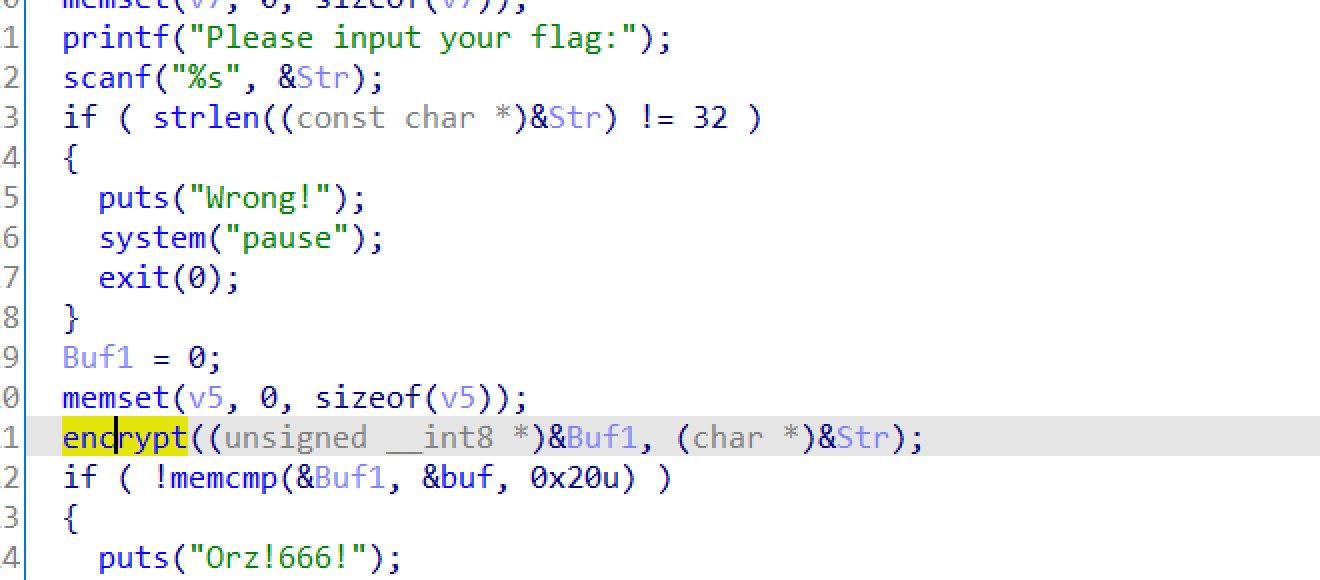 memset(v7, 0, sizeof(v7));
1 printf("Please input your flag:");
2 scanf("%s", &Str);
3 if ( strlen((const char *)&Str) != 32 )
4 {
5 puts("Wrong!");
6 system("pause");
7 exit(0);
8 }
9 Buf1 = 0;
0 memset(v5, 0, sizeof(v5));
1 encrypt((unsigned __int8 *)&Buf1, (char *)&Str);
2 if ( !memcmp(&Buf1, &buf, 0x20u) )
3 {
4 puts("Orz!666!");